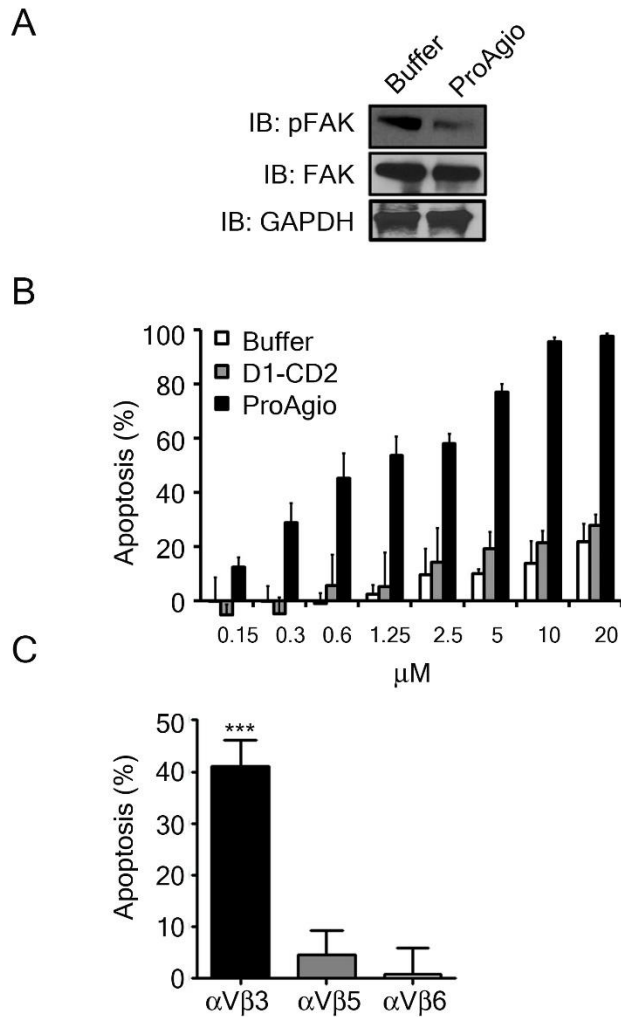 A
Buffer ProAgio
IB: pFAK
IB: FAK
IB: GAPDH
B
Apoptosis (%)
100
80
60
40
20
0
Buffer
D1-CD2
ProAgio
0.15 0.3 0.6 1.25 2.5 5 10 20
μM
C
Apoptosis (%)
50
40
30
20
10
0
***
αVβ3 αVβ5 αVβ6